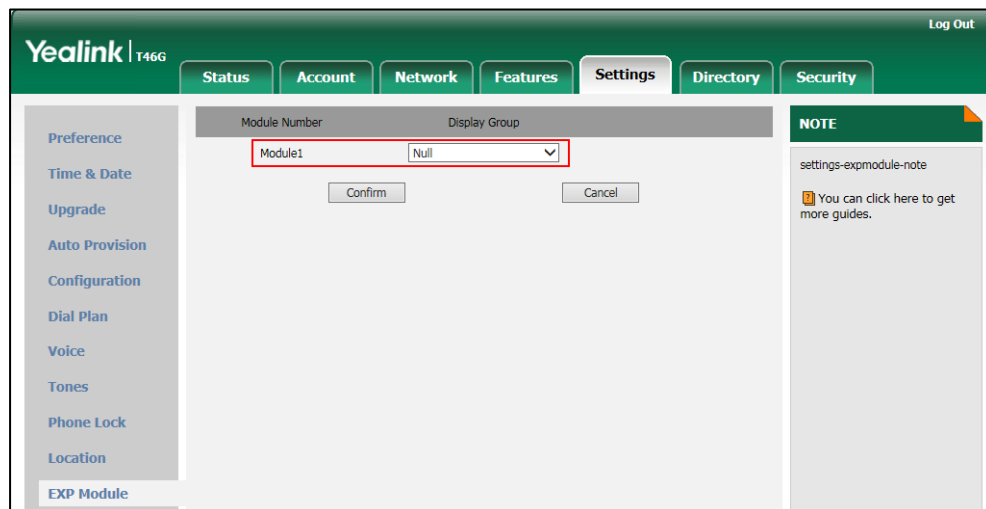 Log Out
Yealink | T46G
Status Account Network Features Settings Directory Security
Module Number Display Group
Module1 Null
Confirm Cancel
Preference
Time & Date
Upgrade
Auto Provision
Configuration
Dial Plan
Voice
Tones
Phone Lock
Location
EXP Module
NOTE
settings-expmodule-note
? You can click here to get
more guides.